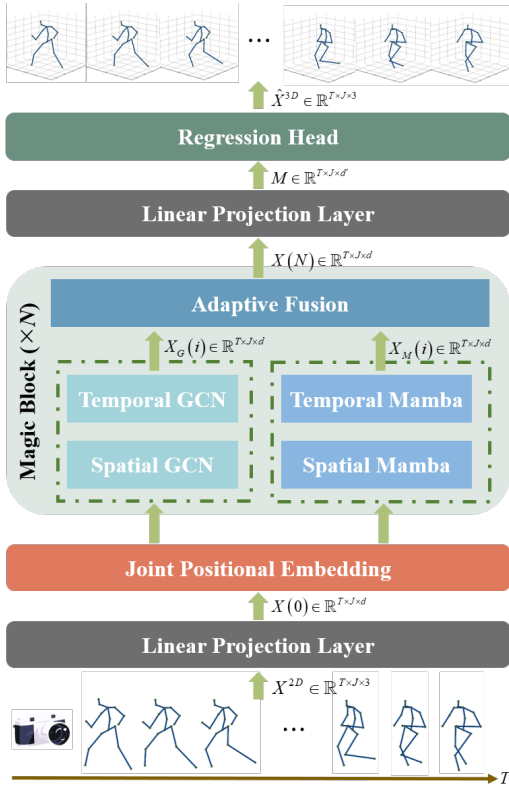 ...
X̂^{3D} ∈ ℝ^{T×J×3}
Regression Head
M ∈ ℝ^{T×J×d'}
Linear Projection Layer
X(N) ∈ ℝ^{T×J×d}
Adaptive Fusion
X_G(i) ∈ ℝ^{T×J×d} X_M(i) ∈ ℝ^{T×J×d}
Magic Block (×N)
Temporal GCN Temporal Mamba
Spatial GCN Spatial Mamba
Joint Positional Embedding
X(0) ∈ ℝ^{T×J×d}
Linear Projection Layer
X^{2D} ∈ ℝ^{T×J×3}
...
T